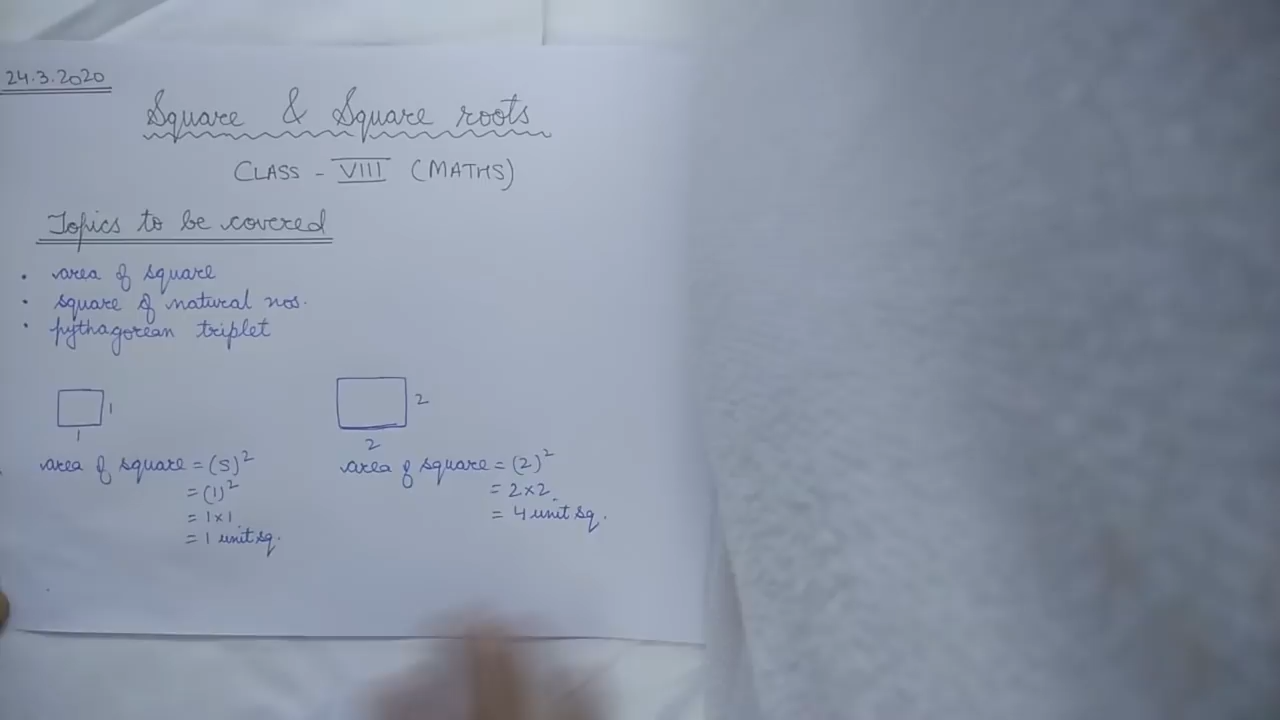 24.3.2020
Square & Square roots
CLASS - VIII (MATHS)
Topics to be covered
• area of square
• square of natural nos.
• pythagorean triplet
1
1
area of square = (S)²
= (1)²
= 1×1
= 1 unit sq.
2
2
area of square = (2)²
= 2×2
= 4 unit sq.